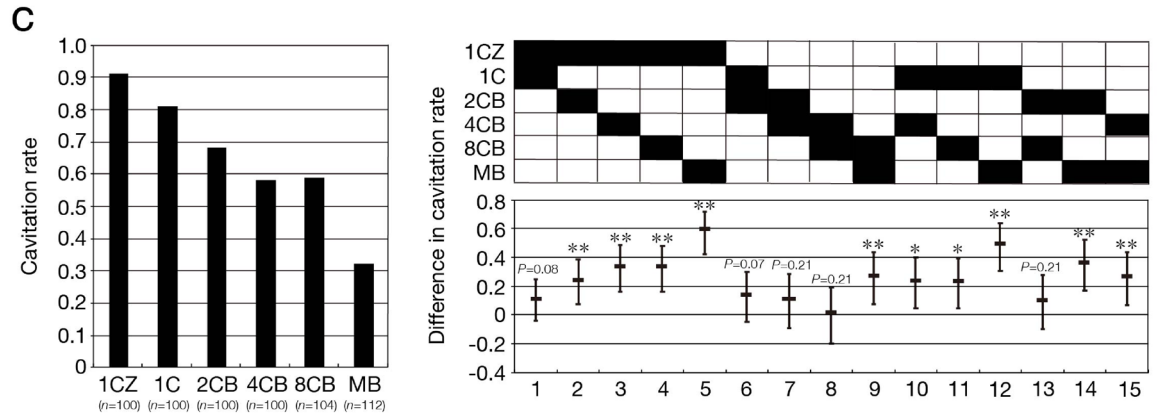 C
1.0
0.9
0.8
0.7
0.6
0.5
0.4
0.3
0.2
0.1
0
Cavitation rate
1CZ 1C 2CB 4CB 8CB MB
(n=100) (n=100) (n=100) (n=100) (n=104) (n=112)
1CZ
1C
2CB
4CB
8CB
MB
Difference in cavitation rate
0.8
0.6
0.4
0.2
0
-0.2
-0.4
P=0.08 ** ** ** ** P=0.07 P=0.21 P=0.21 ** * * ** P=0.21 ** **
1 2 3 4 5 6 7 8 9 10 11 12 13 14 15